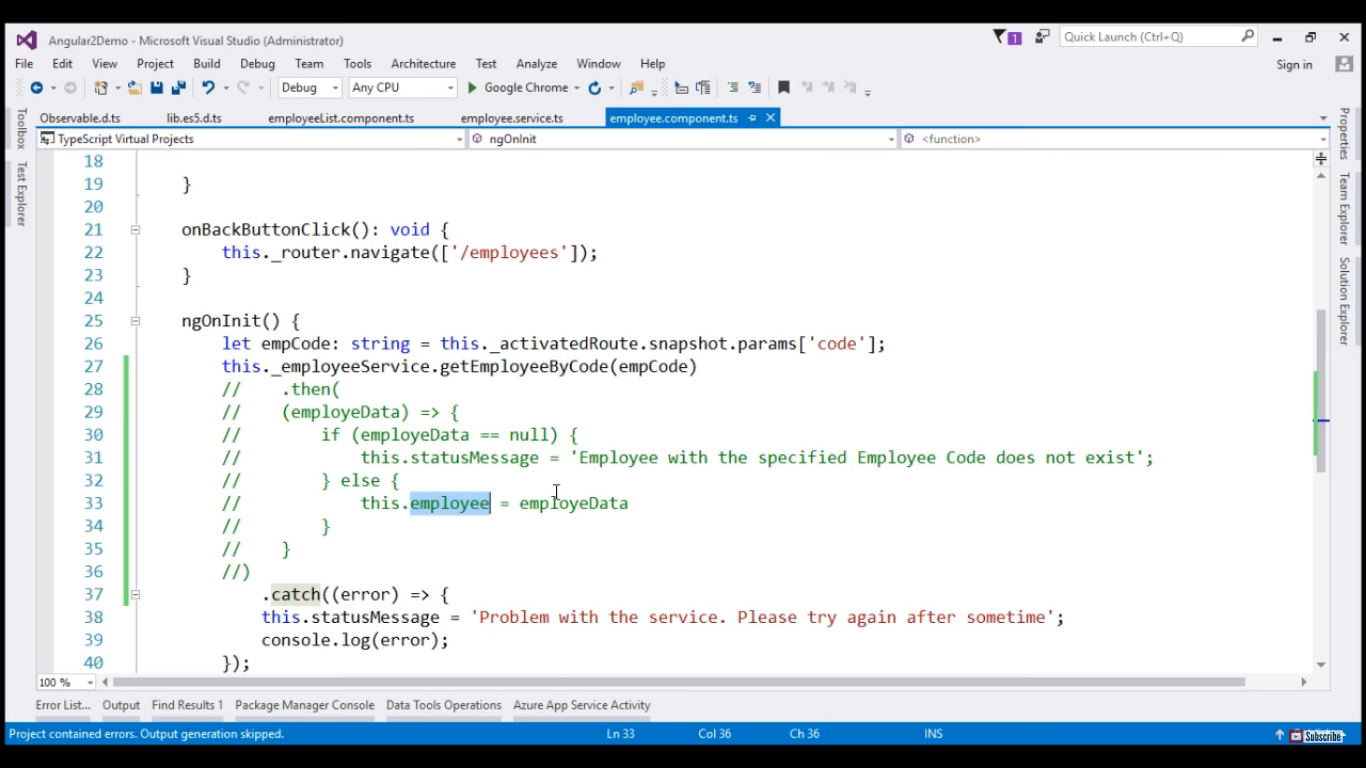 Angular2Demo - Microsoft Visual Studio (Administrator)
1
Quick Launch (Ctrl+Q)
File Edit View Project Build Debug Team Tools Architecture Test Analyze Window Help
Sign in
Debug Any CPU Google Chrome
Observable.d.ts lib.es5.d.ts employeeList.component.ts employee.service.ts employee.component.ts
TypeScript Virtual Projects ngOnInit <function>
Toolbox
Test Explorer
Properties
Team Explorer
Solution Explorer
18
19 }
20
21 onBackButtonClick(): void {
22 this._router.navigate(['/employees']);
23 }
24
25 ngOnInit() {
26 let empCode: string = this._activatedRoute.snapshot.params['code'];
27 this._employeeService.getEmployeeByCode(empCode)
28 // .then(
29 // (employeData) => {
30 // if (employeData == null) {
31 // this.statusMessage = 'Employee with the specified Employee Code does not exist';
32 // } else {
33 // this.employee = employeData
34 // }
35 // }
36 //)
37 .catch((error) => {
38 this.statusMessage = 'Problem with the service. Please try again after sometime';
39 console.log(error);
40 });
100 %
Error List... Output Find Results 1 Package Manager Console Data Tools Operations Azure App Service Activity
Project contained errors. Output generation skipped. Ln 33 Col 36 Ch 36 INS
Subscribe